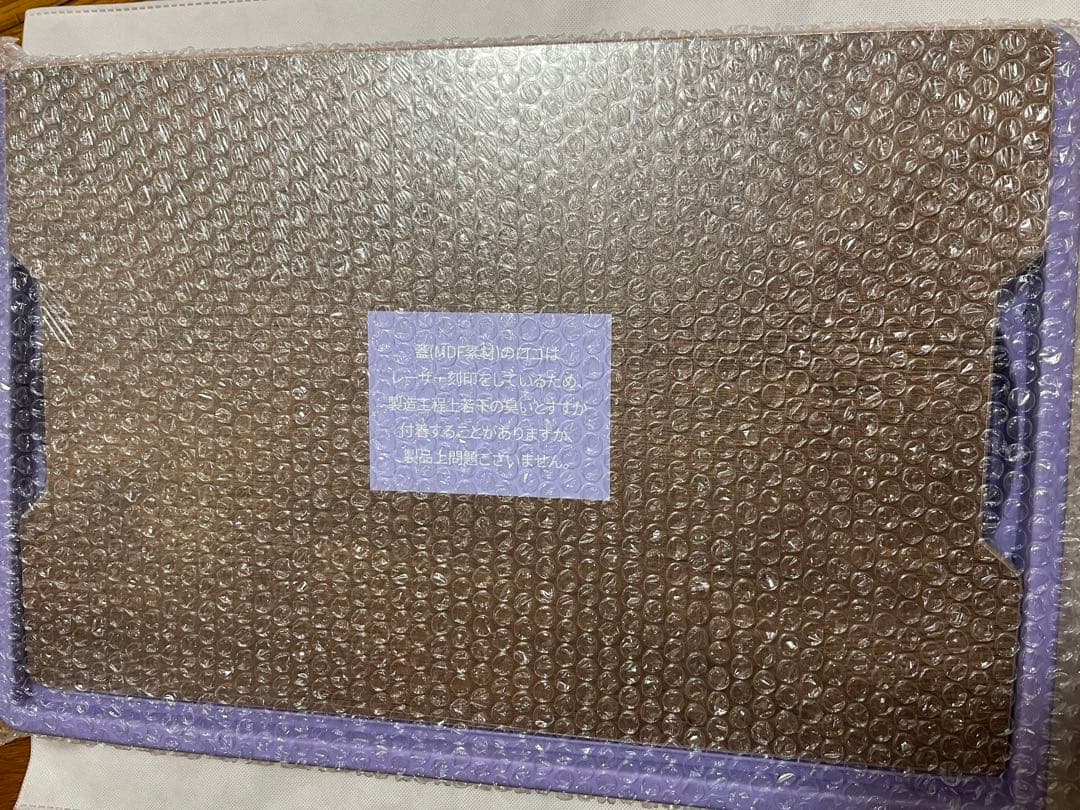 蓋(MDF素材)のロゴは、
レーザー刻印をしているため、
製造工程上若干の臭いとすすが
付着することがありますが、
製品上問題ございません。